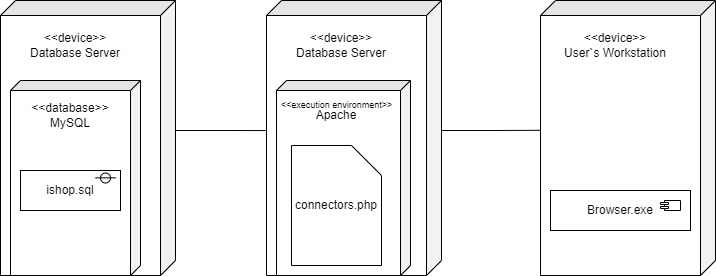 <<device>>
Database Server
<<database>>
MySQL
ishop.sql
<<device>>
Database Server
<<execution environment>>
Apache
connectors.php
<<device>>
User`s Workstation
Browser.exe